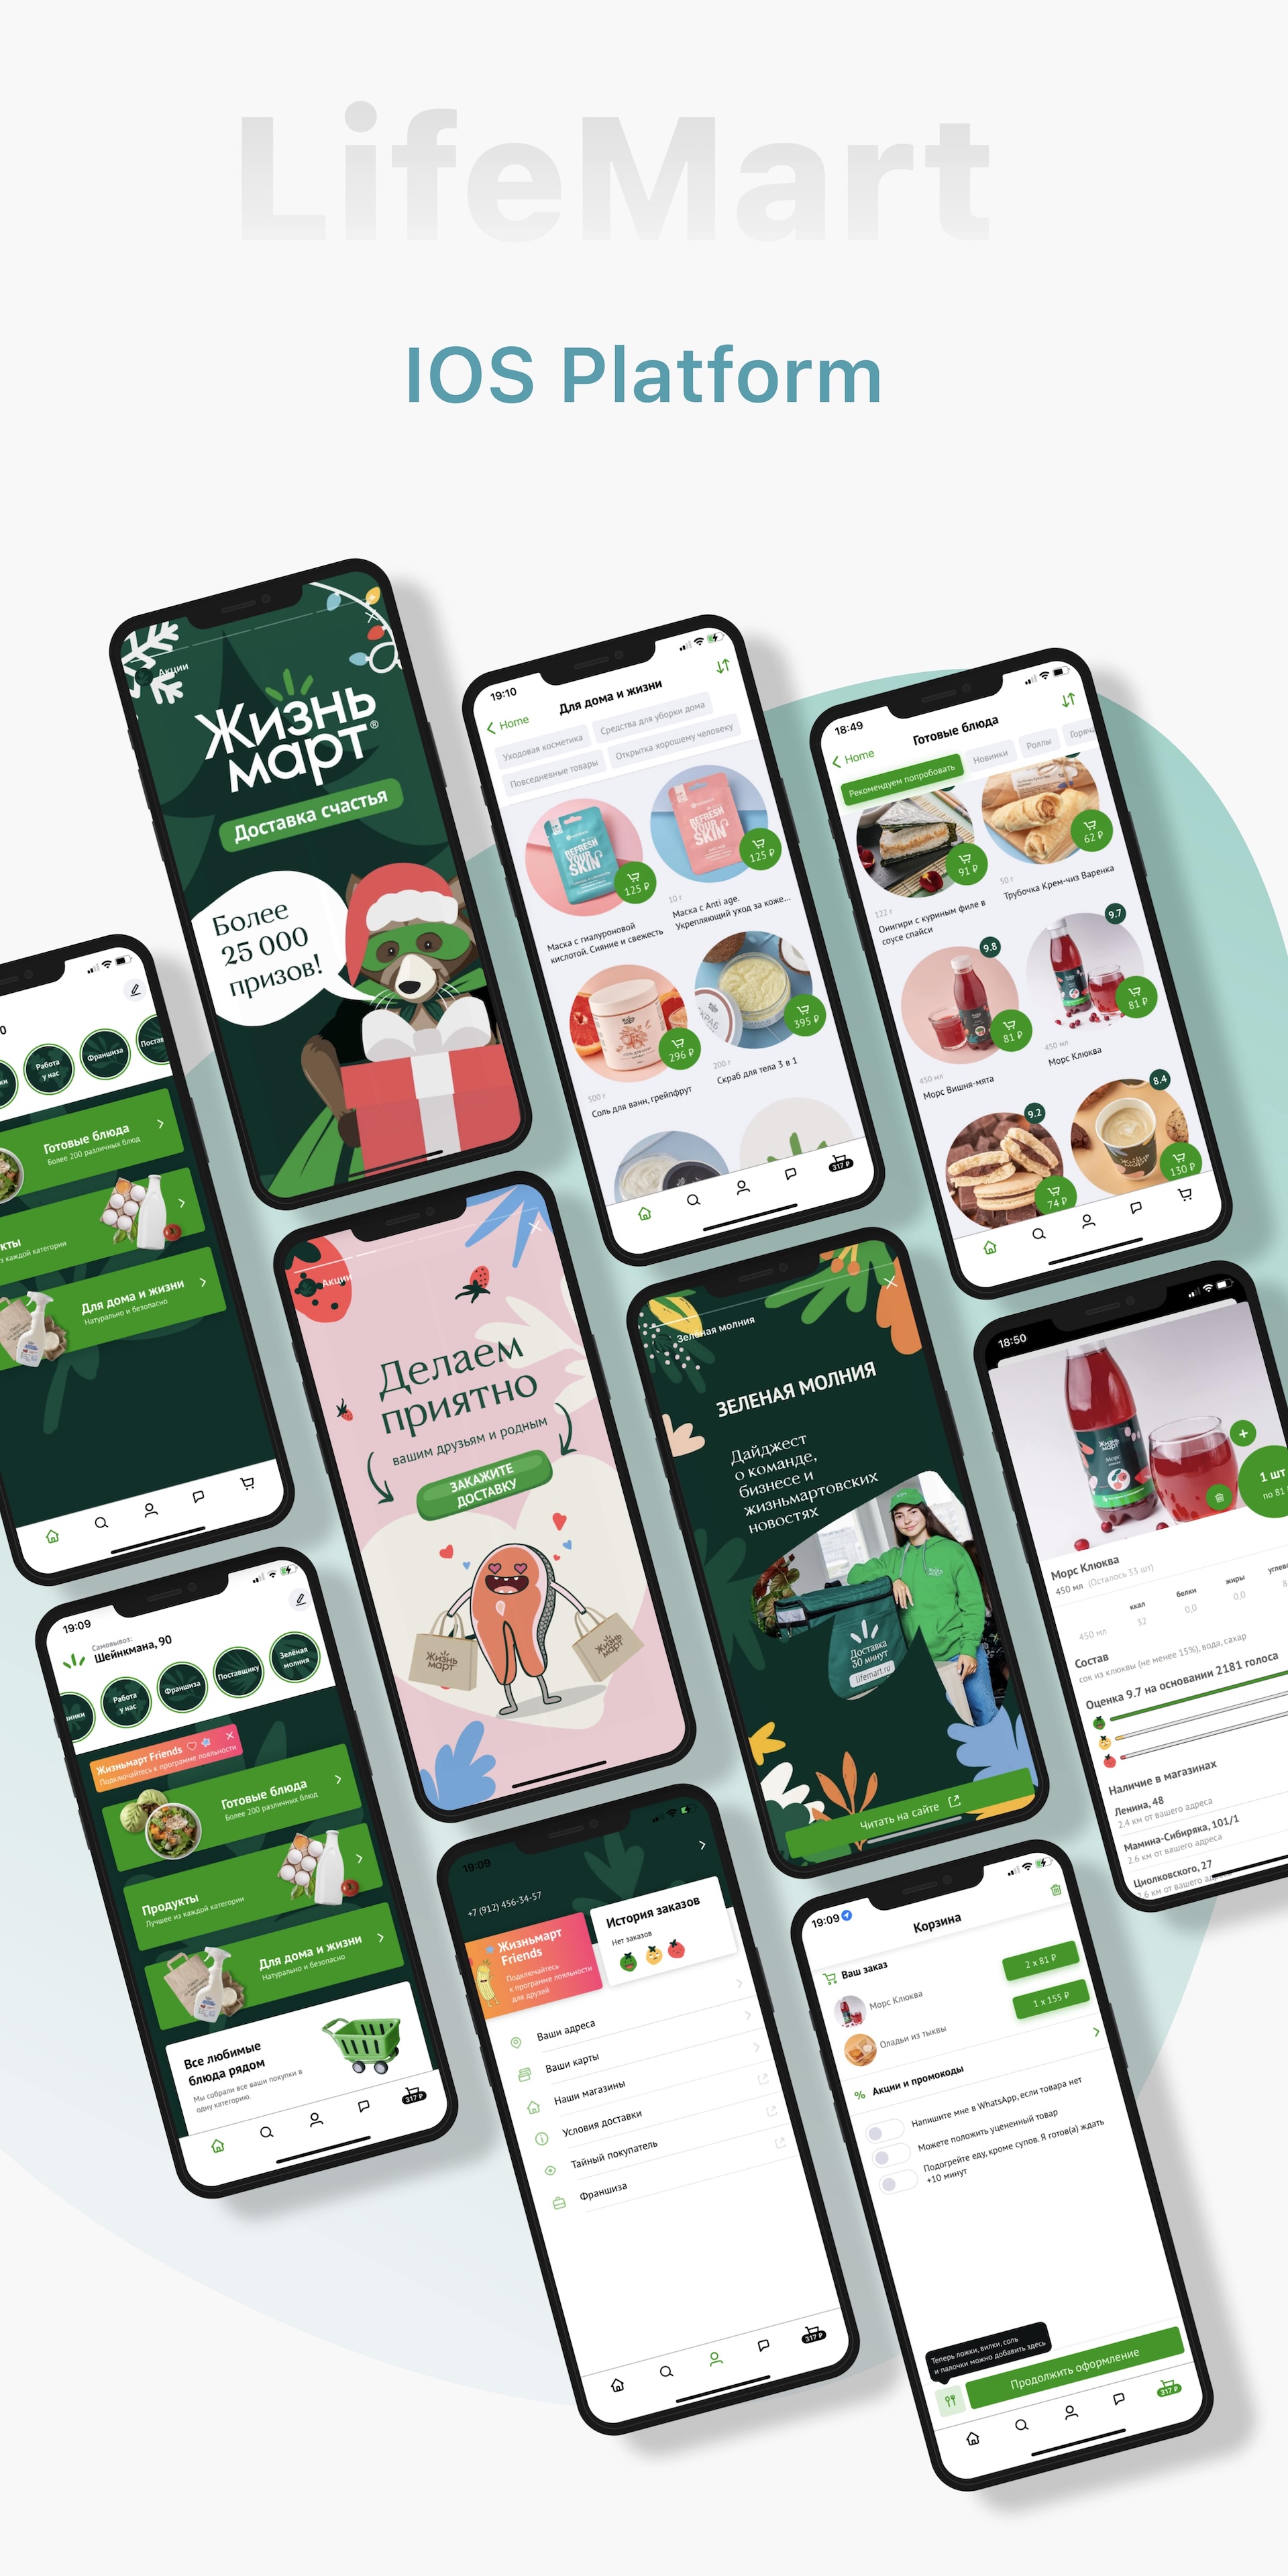 LifeMart
IOS Platform
Акции
Жизнь
март®
Доставка счастья
Более
25 000
призов!
19:10
Home
Для дома и жизни
Уходовая косметика
Средства для уборки дома
Повседневные товары
Открытка хорошему человеку
REFRESH
YOUR
SKIN
125 ₽
REFRESH
YOUR
SKIN
125 ₽
Маска с гиалуроновой
кислотой. Сияние и свежесть
10 г
Маска с Anti age.
Укрепляющий уход за коже...
296 ₽
395 ₽
500 г
Соль для ванн, грейпфрут
200 г
Скраб для тела 3 в 1
317 ₽
18:49
Home
Готовые блюда
Рекомендуем попробовать
Новинки
Роллы
91 ₽
62 ₽
122 г
Онигири с куриным филе в
соусе спайси
50 г
Трубочка Крем-чиз Варенка
9.8
81 ₽
9.7
81 ₽
450 мл
Морс Вишня-мята
450 мл
Морс Клюква
9.2
74 ₽
8.4
130 ₽
Работа
у нас
Франшиза
Готовые блюда
Более 200 различных блюд
Для дома и жизни
Натурально и безопасно
Акции
Делаем
приятно
вашим друзьям и родным
ЗАКАЖИТЕ
ДОСТАВКУ
Жизнь
март
Жизнь
март
Зелёная молния
ЗЕЛЕНАЯ МОЛНИЯ
Дайджест
о команде,
бизнесе и
жизньмартовских
новостях
Доставка
30 минут
lifemart.ru
Читать на сайте
18:50
Жизнь
март
Морс
1 шт
по 81
Морс Клюква
450 мл (Осталось 33 шт)
ккал
белки
жиры
450 мл
32
0,0
0,0
Состав
сок из клюквы (не менее 15%), вода, сахар
Оценка 9.7 на основании 2181 голоса
Наличие в магазинах
Ленина, 48
2.4 км от вашего адреса
Мамина-Сибиряка, 101/1
2.6 км от вашего адреса
Циолковского, 27
2.6 км от вашего
19:09
Самовывоз:
Шейнкмана, 90
Работа
у нас
Франшиза
Поставщику
Зелёная
молния
Жизньмарт Friends
Подключайтесь к программе лояльности
Готовые блюда
Более 200 различных блюд
Продукты
Лучшее из каждой категории
Для дома и жизни
Натурально и безопасно
Все любимые
блюда рядом
Мы собрали все ваши покупки в
одну категорию.
317 ₽
19:09
+7 (912) 456-34-57
Жизньмарт
Friends
Подключайтесь
к программе лояльности
для друзей
История заказов
Нет заказов
Ваши адреса
Ваши карты
Наши магазины
Условия доставки
Тайный покупатель
Франшиза
317 ₽
19:09
Корзина
Ваш заказ
Морс Клюква
2 x 81 ₽
Оладьи из тыквы
1 x 155 ₽
% Акции и промокоды
Напишите мне в WhatsApp, если товара нет
Можете положить уцененный товар
Подогрейте еду, кроме супов. Я готов(а) ждать
+10 минут
Теперь ложки, вилки, соль
и палочки можно добавить здесь
Продолжить оформление
317 ₽